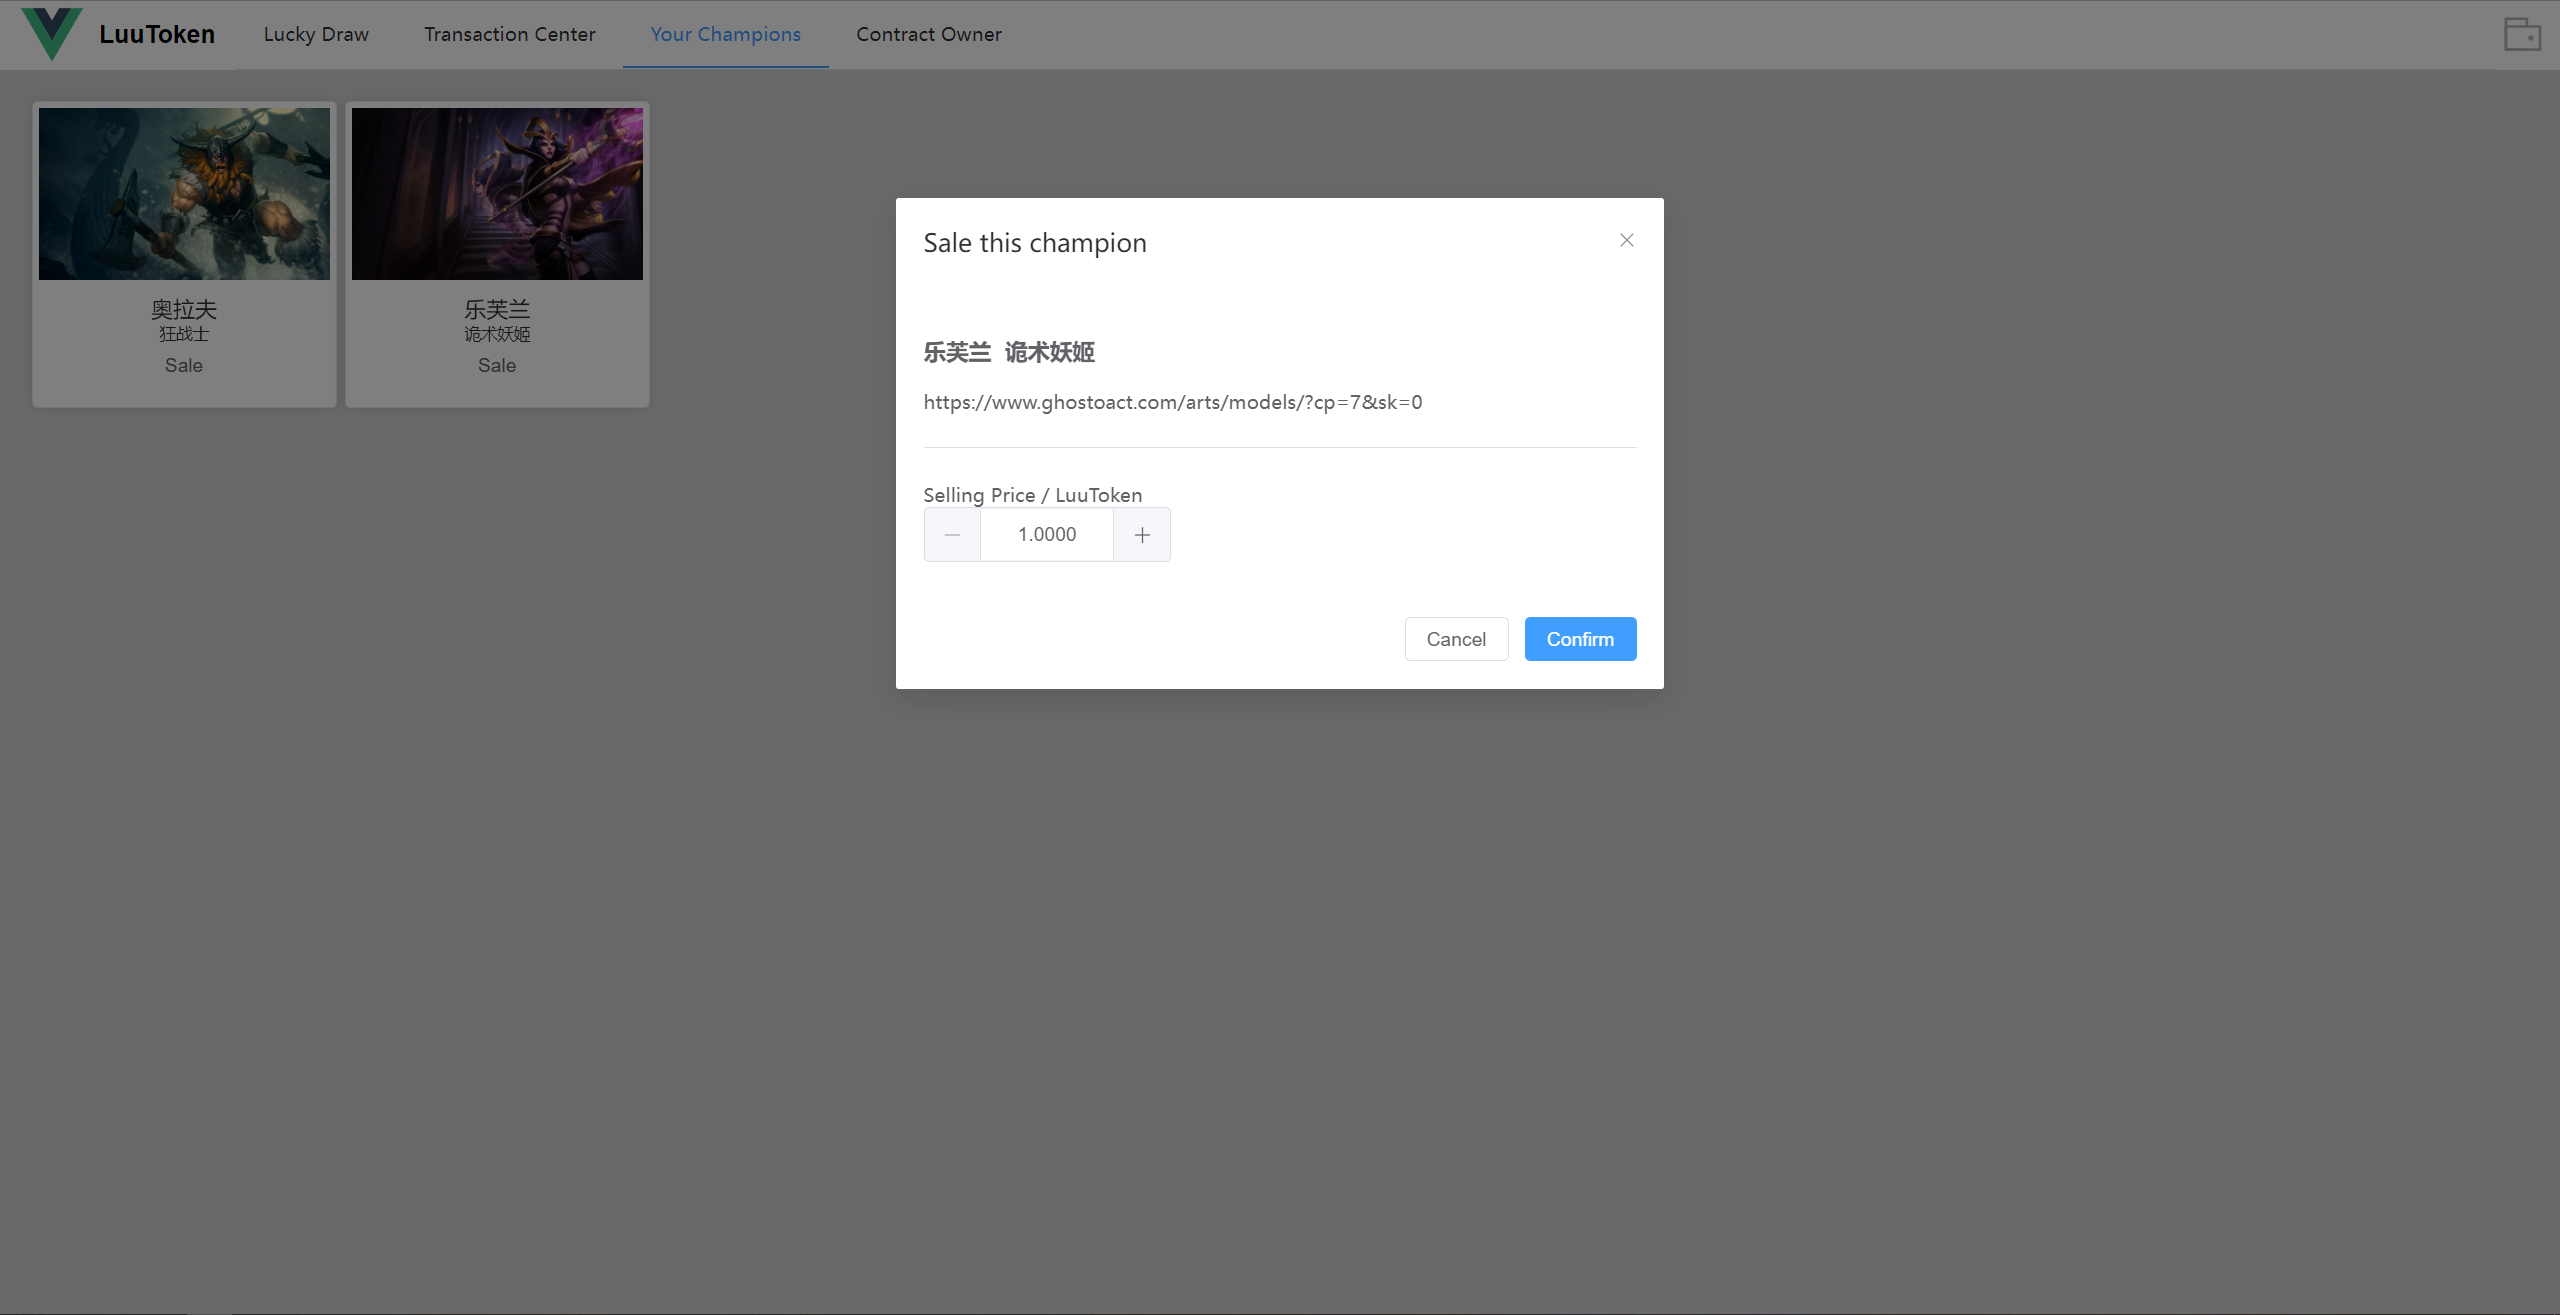 LuuToken
Lucky Draw
Transaction Center
Your Champions
Contract Owner
奥拉夫
狂战士
Sale
乐芙兰
诡术妖姬
Sale
Sale this champion
乐芙兰 诡术妖姬
https://www.ghostoact.com/arts/models/?cp=7&sk=0
Selling Price / LuuToken
1.0000
Cancel
Confirm